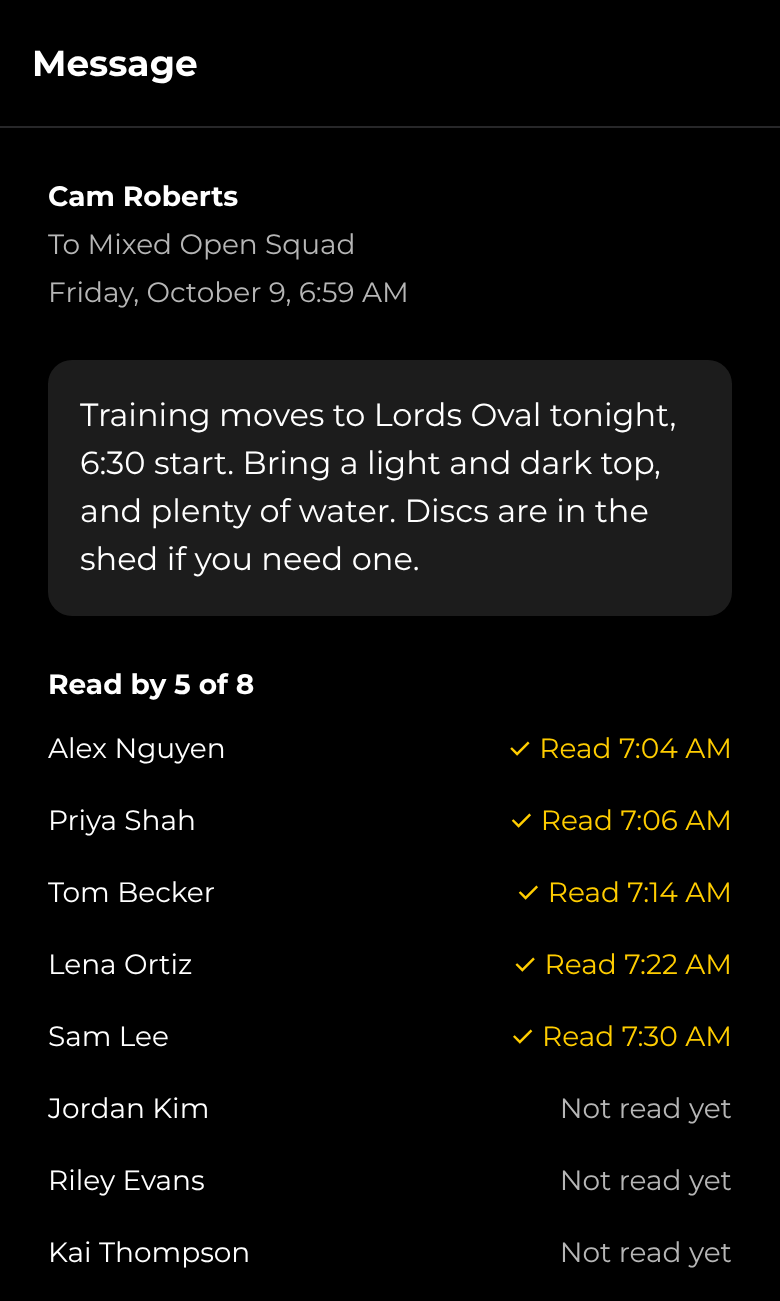 Message
Cam Roberts
To Mixed Open Squad
Friday, October 9, 6:59 AM
Training moves to Lords Oval tonight,
6:30 start. Bring a light and dark top,
and plenty of water. Discs are in the
shed if you need one.
Read by 5 of 8
Alex Nguyen ✓ Read 7:04 AM
Priya Shah ✓ Read 7:06 AM
Tom Becker ✓ Read 7:14 AM
Lena Ortiz ✓ Read 7:22 AM
Sam Lee ✓ Read 7:30 AM
Jordan Kim Not read yet
Riley Evans Not read yet
Kai Thompson Not read yet